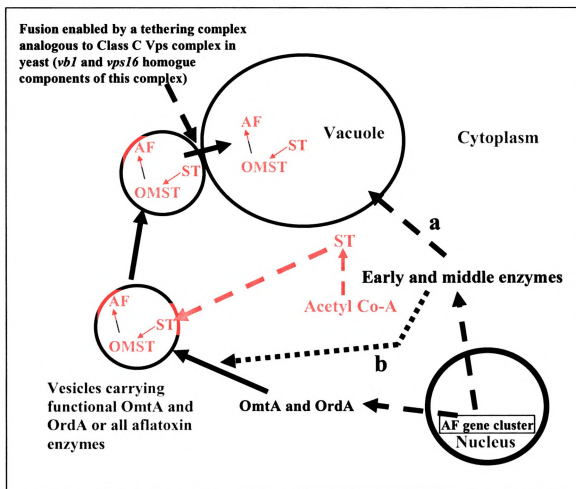 Fusion enabled by a tethering complex
analogous to Class C Vps complex in
yeast (vb1 and vps16 homologue
components of this complex)
AF
ST
OMST
AF
ST
OMST
Vacuole
Cytoplasm
a
ST
Early and middle enzymes
Acetyl Co-A
AF
ST
OMST
b
Vesicles carrying
functional OmtA and
OrdA or all aflatoxin
enzymes
OmtA and OrdA
AF gene cluster
Nucleus